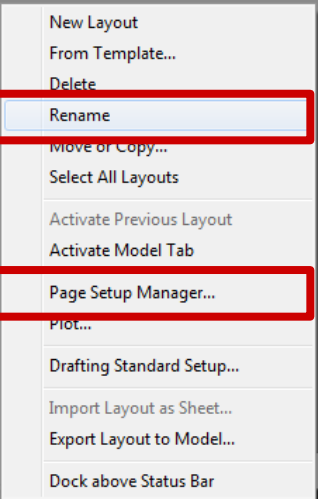 New Layout
From Template...
Delete
Rename
Move or Copy...
Select All Layouts
Activate Previous Layout
Activate Model Tab
Page Setup Manager...
Plot...
Drafting Standard Setup...
Import Layout as Sheet...
Export Layout to Model...
Dock above Status Bar